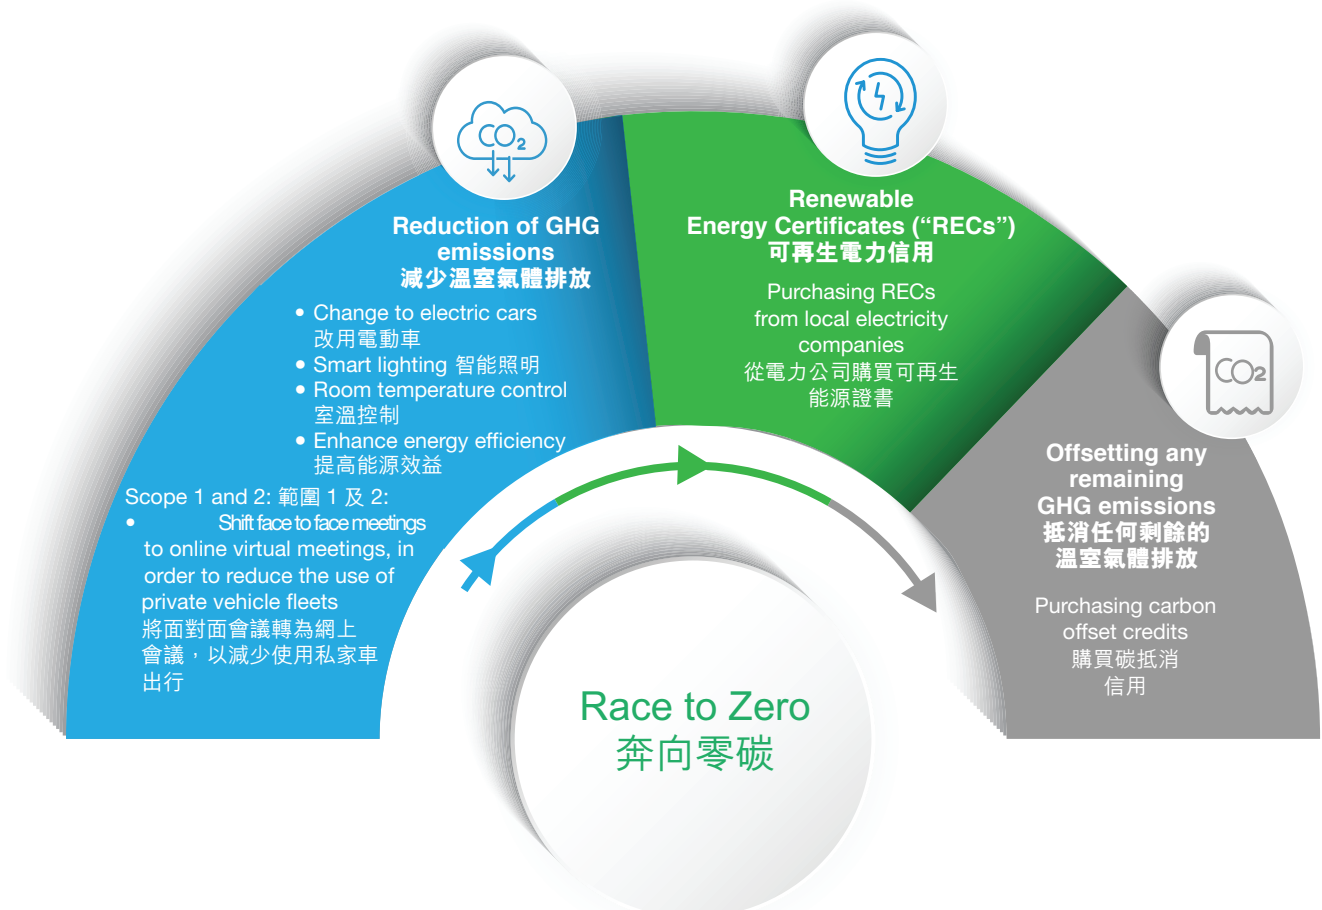 CO2
Reduction of GHG
emissions
減少溫室氣體排放
• Change to electric cars
改用電動車
• Smart lighting 智能照明
• Room temperature control
室溫控制
• Enhance energy efficiency
提高能源效益
Scope 1 and 2: 範圍 1 及 2:
• Shift face to face meetings
to online virtual meetings, in
order to reduce the use of
private vehicle fleets
將面對面會議轉為網上
會議，以減少使用私家車
出行
Renewable
Energy Certificates (“RECs”)
可再生電力信用
Purchasing RECs
from local electricity
companies
從電力公司購買可再生
能源證書
CO2
Offsetting any
remaining
GHG emissions
抵消任何剩餘的
溫室氣體排放
Purchasing carbon
offset credits
購買碳抵消
信用
Race to Zero
奔向零碳